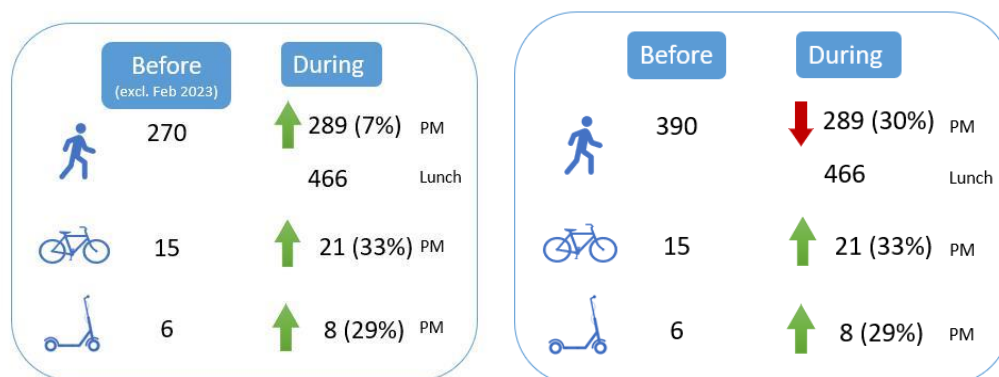 Before
(excl. Feb 2023)
During
270
289 (7%) PM
466 Lunch
15
21 (33%) PM
6
8 (29%) PM
Before
During
390
289 (30%) PM
466 Lunch
15
21 (33%) PM
6
8 (29%) PM